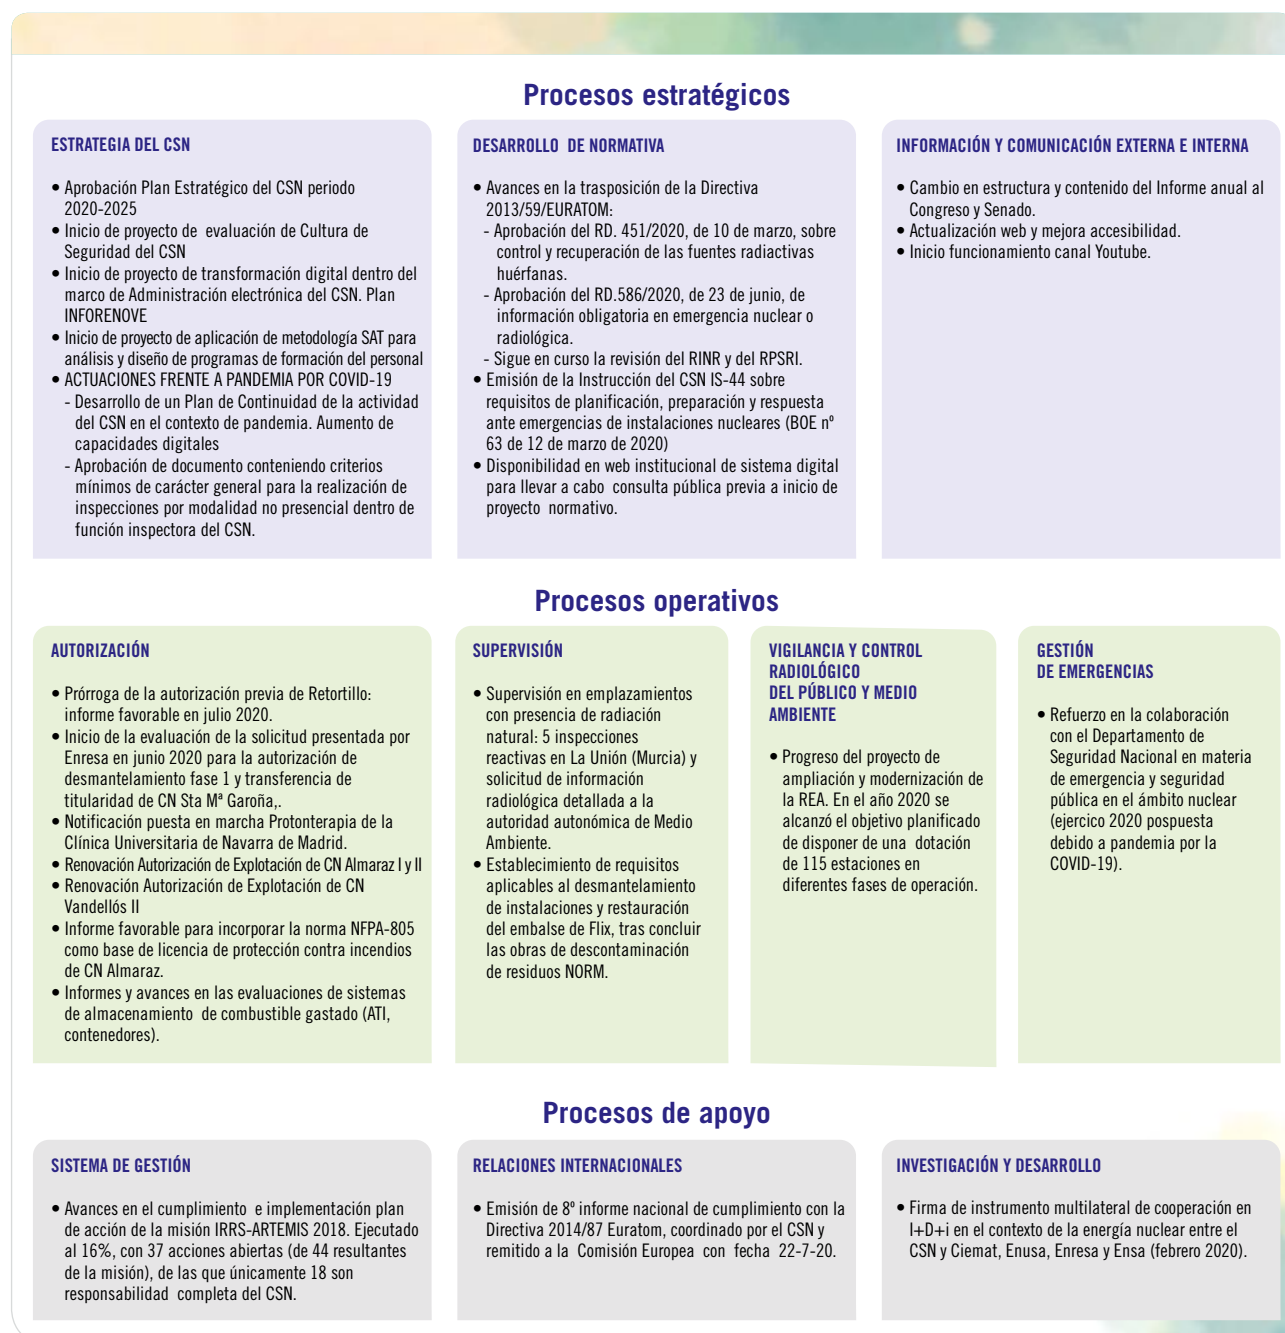 Procesos estratégicos
ESTRATEGIA DEL CSN
• Aprobación Plan Estratégico del CSN periodo
2020-2025
• Inicio de proyecto de evaluación de Cultura de
Seguridad del CSN
• Inicio de proyecto de transformación digital dentro del
marco de Administración electrónica del CSN. Plan
INFORENOVE
• Inicio de proyecto de aplicación de metodología SAT para
análisis y diseño de programas de formación del personal
• ACTUACIONES FRENTE A PANDEMIA POR COVID-19
- Desarrollo de un Plan de Continuidad de la actividad
del CSN en el contexto de pandemia. Aumento de
capacidades digitales
- Aprobación de documento conteniendo criterios
mínimos de carácter general para la realización de
inspecciones por modalidad no presencial dentro de
función inspectora del CSN.
DESARROLLO DE NORMATIVA
• Avances en la trasposición de la Directiva
2013/59/EURATOM:
- Aprobación del RD. 451/2020, de 10 de marzo, sobre
control y recuperación de las fuentes radiactivas
huérfanas.
- Aprobación del RD.586/2020, de 23 de junio, de
información obligatoria en emergencia nuclear o
radiológica.
- Sigue en curso la revisión del RINR y del RPSRI.
• Emisión de la Instrucción del CSN IS-44 sobre
requisitos de planificación, preparación y respuesta
ante emergencias de instalaciones nucleares (BOE nº
63 de 12 de marzo de 2020)
• Disponibilidad en web institucional de sistema digital
para llevar a cabo consulta pública previa a inicio de
proyecto normativo.
INFORMACIÓN Y COMUNICACIÓN EXTERNA E INTERNA
• Cambio en estructura y contenido del Informe anual al
Congreso y Senado.
• Actualización web y mejora accesibilidad.
• Inicio funcionamiento canal Youtube.
Procesos operativos
AUTORIZACIÓN
• Prórroga de la autorización previa de Retortillo:
informe favorable en julio 2020.
• Inicio de la evaluación de la solicitud presentada por
Enresa en junio 2020 para la autorización de
desmantelamiento fase 1 y transferencia de
titularidad de CN Sta Mª Garoña,.
• Notificación puesta en marcha Protonterapia de la
Clínica Universitaria de Navarra de Madrid.
• Renovación Autorización de Explotación de CN Almaraz I y II
• Renovación Autorización de Explotación de CN
Vandellós II
• Informe favorable para incorporar la norma NFPA-805
como base de licencia de protección contra incendios
de CN Almaraz.
• Informes y avances en las evaluaciones de sistemas
de almacenamiento de combustible gastado (ATI,
contenedores).
SUPERVISIÓN
• Supervisión en emplazamientos
con presencia de radiación
natural: 5 inspecciones
reactivas en La Unión (Murcia) y
solicitud de información
radiológica detallada a la
autoridad autonómica de Medio
Ambiente.
• Establecimiento de requisitos
aplicables al desmantelamiento
de instalaciones y restauración
del embalse de Flix, tras concluir
las obras de descontaminación
de residuos NORM.
VIGILANCIA Y CONTROL
RADIOLÓGICO
DEL PÚBLICO Y MEDIO
AMBIENTE
• Progreso del proyecto de
ampliación y modernización de
la REA. En el año 2020 se
alcanzó el objetivo planificado
de disponer de una dotación
de 115 estaciones en
diferentes fases de operación.
GESTIÓN
DE EMERGENCIAS
• Refuerzo en la colaboración
con el Departamento de
Seguridad Nacional en materia
de emergencia y seguridad
pública en el ámbito nuclear
(ejercico 2020 pospuesta
debido a pandemia por la
COVID-19).
Procesos de apoyo
SISTEMA DE GESTIÓN
• Avances en el cumplimiento e implementación plan
de acción de la misión IRRS-ARTEMIS 2018. Ejecutado
al 16%, con 37 acciones abiertas (de 44 resultantes
de la misión), de las que únicamente 18 son
responsabilidad completa del CSN.
RELACIONES INTERNACIONALES
• Emisión de 8º informe nacional de cumplimiento con la
Directiva 2014/87 Euratom, coordinado por el CSN y
remitido a la Comisión Europea con fecha 22-7-20.
INVESTIGACIÓN Y DESARROLLO
• Firma de instrumento multilateral de cooperación en
I+D+i en el contexto de la energía nuclear entre el
CSN y Ciemat, Enusa, Enresa y Ensa (febrero 2020).